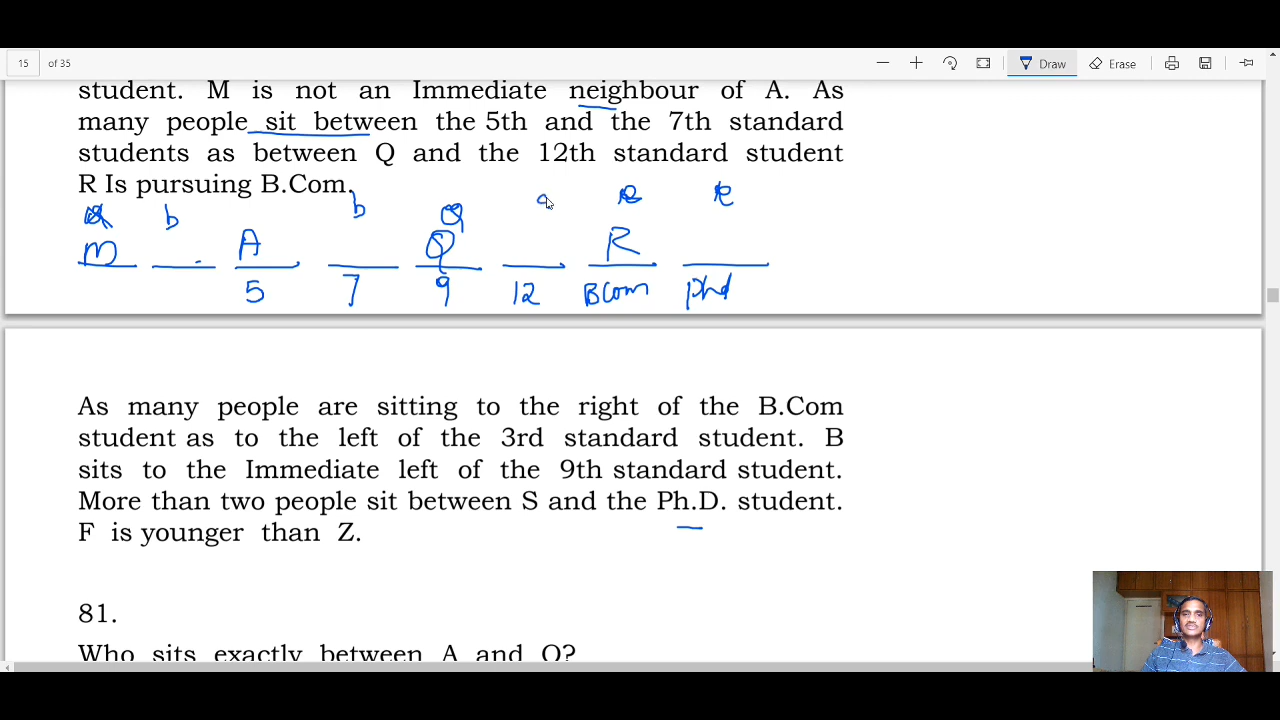 15 of 35 Draw Erase
student. M is not an Immediate neighbour of A. As
many people sit between the 5th and the 7th standard
students as between Q and the 12th standard student
R Is pursuing B.Com.
b b Q
M A Q R
5 7 9 12 BCom Phd
As many people are sitting to the right of the B.Com
student as to the left of the 3rd standard student. B
sits to the Immediate left of the 9th standard student.
More than two people sit between S and the Ph.D. student.
F is younger than Z.
81.
Who sits exactly between A and Q?